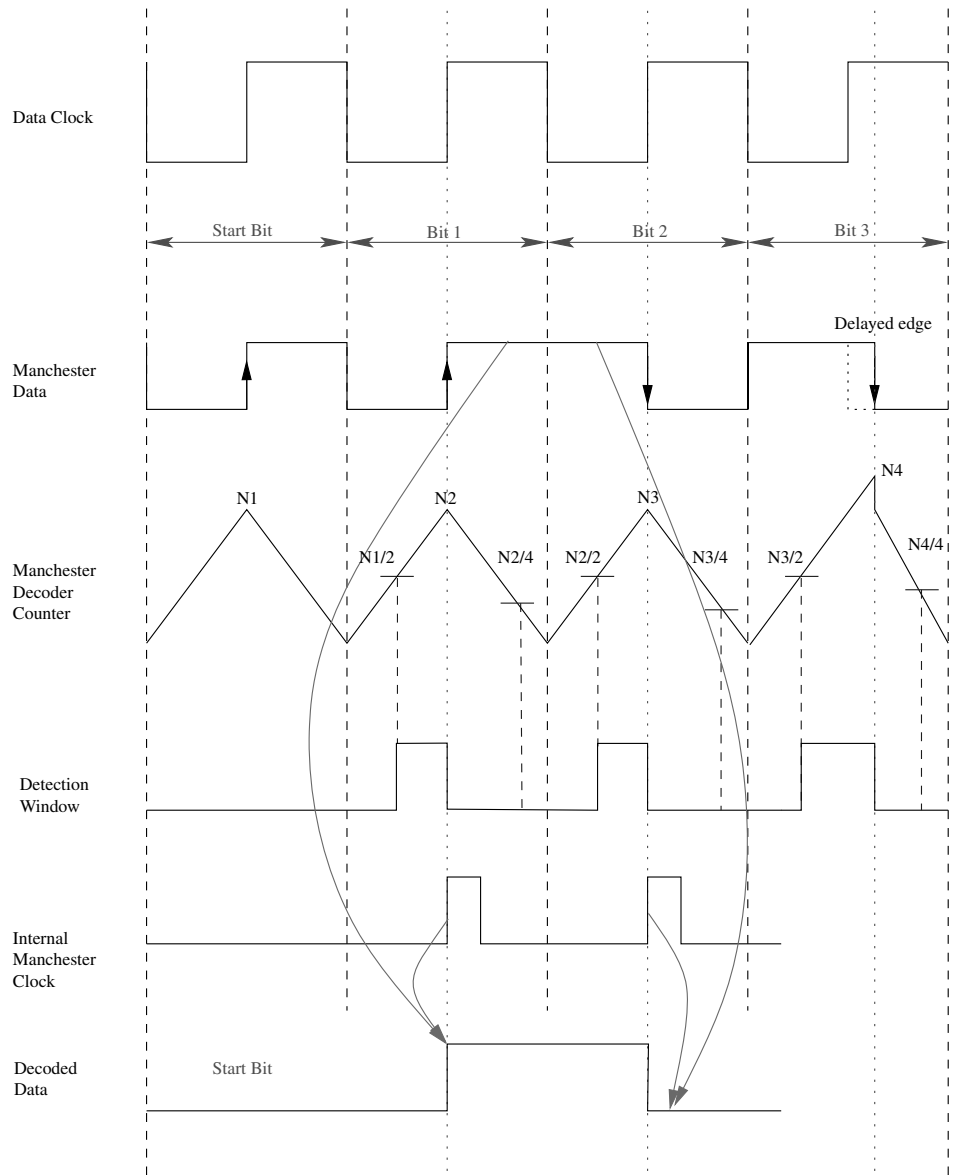 Data Clock
Start Bit
Bit 1
Bit 2
Bit 3
Delayed edge
Manchester
Data
N1
N2
N3
N4
N1/2
N2/4
N2/2
N3/4
N3/2
N4/4
Manchester
Decoder
Counter
Detection
Window
Internal
Manchester
Clock
Decoded
Data
Start Bit